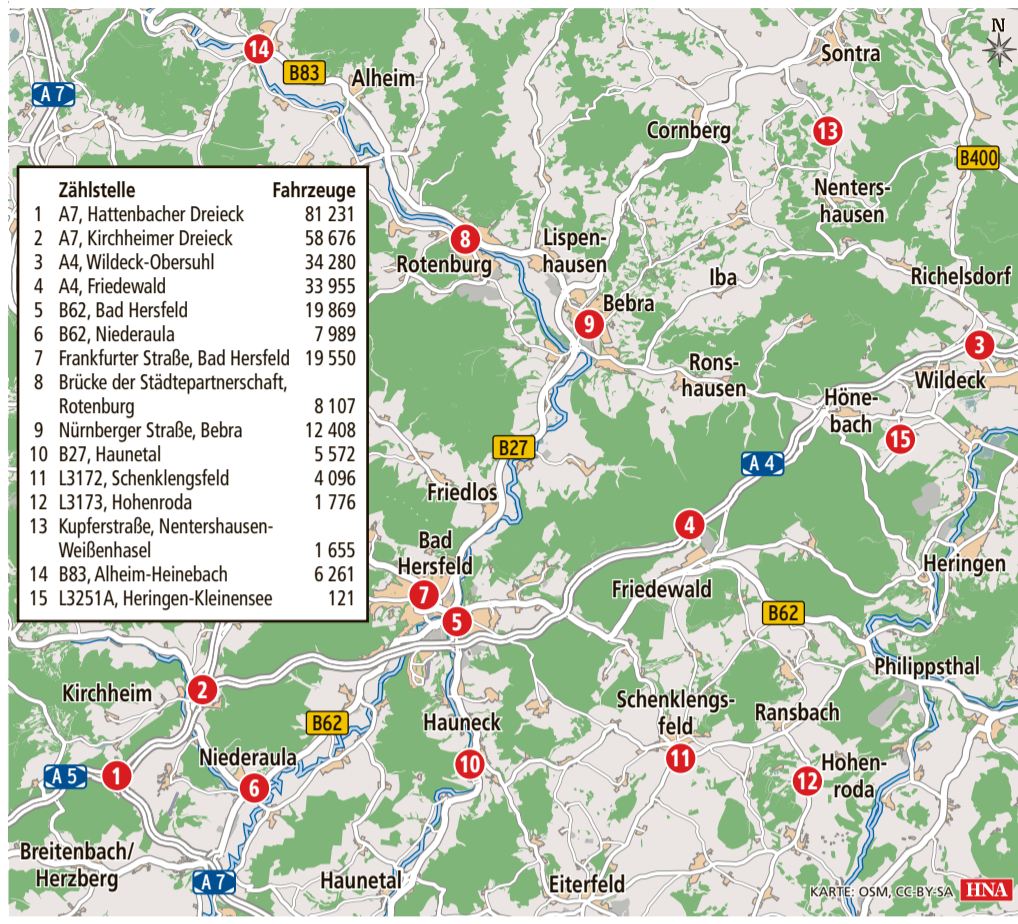 N
14
B83
Alheim
Sontra
A 7
Cornberg
13
B400
Nenters-
hausen
Zählstelle Fahrzeuge
1 A7, Hattenbacher Dreieck 81 231
2 A7, Kirchheimer Dreieck 58 676
3 A4, Wildeck-Obersuhl 34 280
4 A4, Friedewald 33 955
5 B62, Bad Hersfeld 19 869
6 B62, Niederaula 7 989
7 Frankfurter Straße, Bad Hersfeld 19 550
8 Brücke der Städtepartnerschaft,
Rotenburg 8 107
9 Nürnberger Straße, Bebra 12 408
10 B27, Haunetal 5 572
11 L3172, Schenklengsfeld 4 096
12 L3173, Hohenroda 1 776
13 Kupferstraße, Nentershausen-
Weißenhasel 1 655
14 B83, Alheim-Heinebach 6 261
15 L3251A, Heringen-Kleinensee 121
8
Rotenburg
Lispen-
hausen
Iba
Richelsdorf
Bebra
9
3
Rons-
hausen
Wildeck
Höne-
bach
15
B27
A 4
Friedlos
4
Bad
Hersfeld
Heringen
Friedewald
7
5
B62
Philippsthal
Kirchheim
2
Schenklengs-
feld
Ransbach
B62
Hauneck
Niederaula
11
10
Hohen-
roda
12
A 5
1
6
Breitenbach/
Herzberg
A 7
Haunetal
Eiterfeld
KARTE: OSM, CC-BY-SA HNA